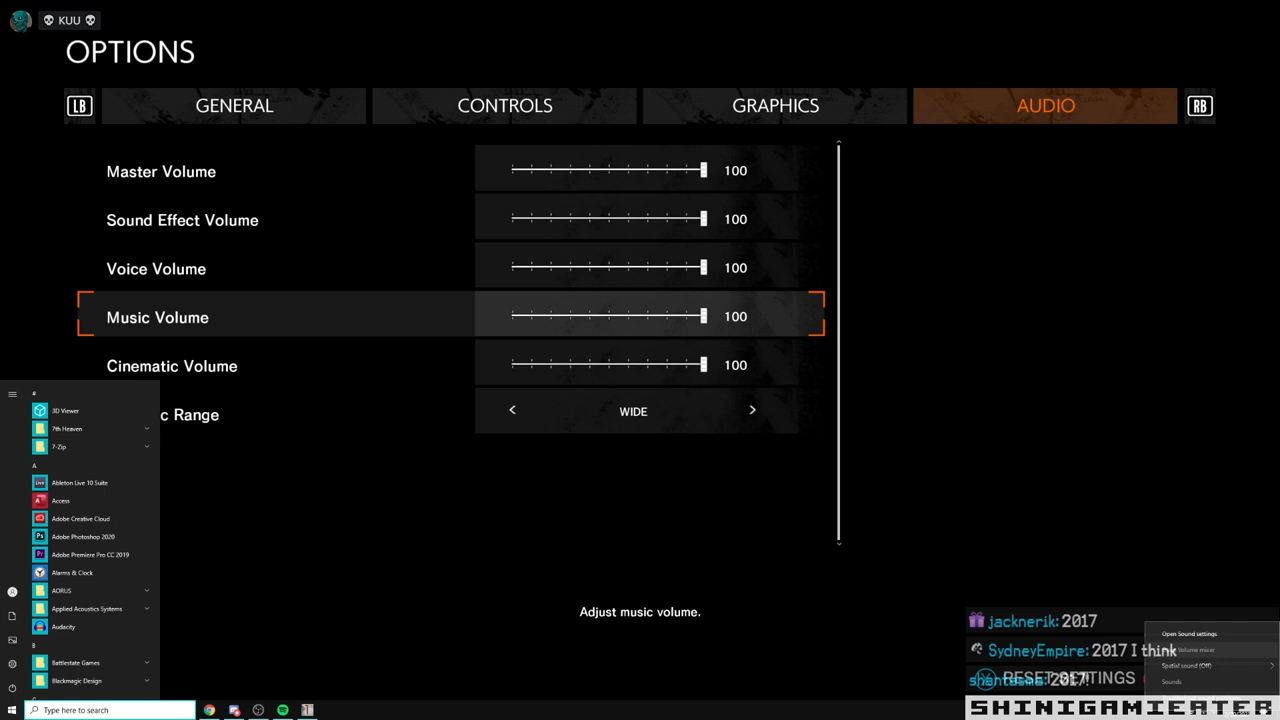 KUU
OPTIONS
LB
GENERAL
CONTROLS
GRAPHICS
AUDIO
RB
Master Volume
100
Sound Effect Volume
100
Voice Volume
100
Music Volume
100
Cinematic Volume
100
c Range
WIDE
Adjust music volume.
#
3D Viewer
7th Heaven
7-Zip
A
Ableton Live 10 Suite
Access
Adobe Creative Cloud
Adobe Photoshop 2020
Adobe Premiere Pro CC 2019
Alarms & Clock
AORUS
Applied Acoustics Systems
Audacity
B
Battlestate Games
Blackmagic Design
Type here to search
jacknerik: 2017
SydneyEmpire: 2017 I think
2017!
RESET SETTINGS
Open Sound settings
Volume mixer
Spatial sound (Off)
Sounds
SHINIGAMIEATER